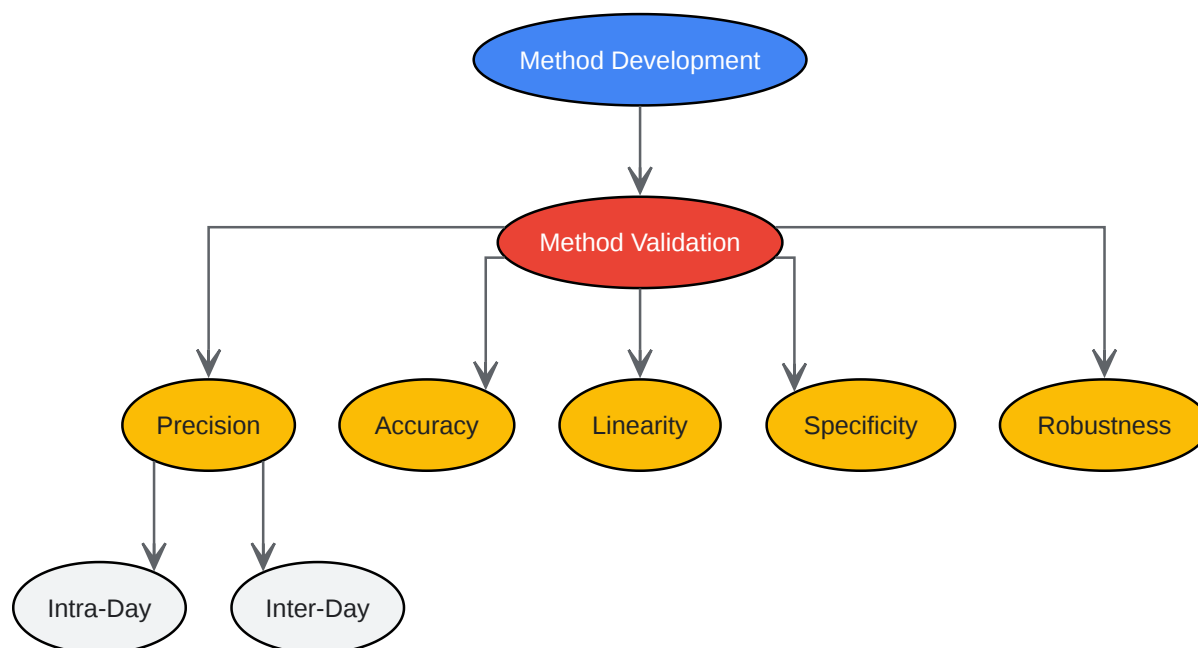 Method Development
Method Validation
Precision
Accuracy
Linearity
Specificity
Robustness
Intra-Day
Inter-Day